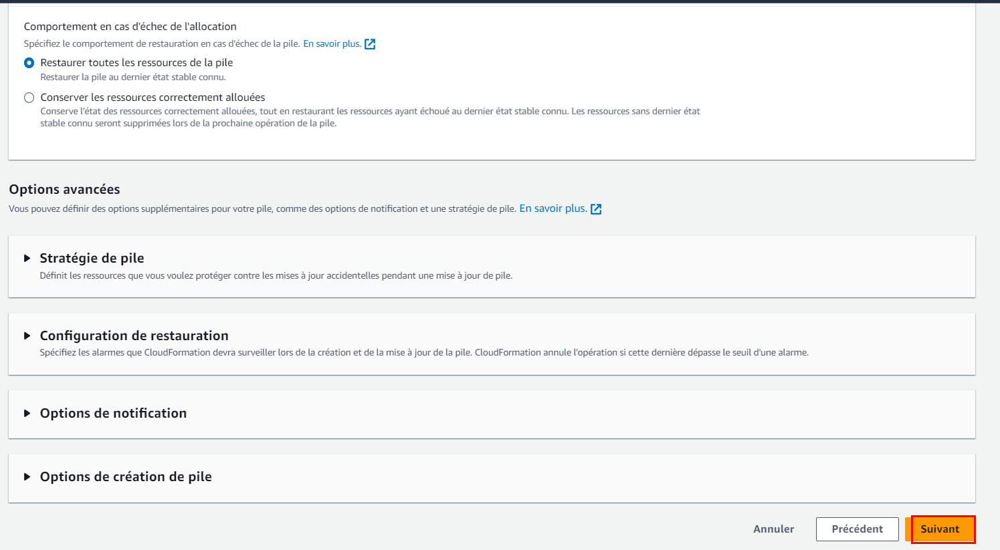 Comportement en cas d'échec de l'allocation
Spécifiez le comportement de restauration en cas d'échec de la pile. En savoir plus.
Restaurer toutes les ressources de la pile
Restaurer la pile au dernier état stable connu.
Conserver les ressources correctement allouées
Conserve l'état des ressources correctement allouées, tout en restaurant les ressources ayant échoué au dernier état stable connu. Les ressources sans dernier état
stable connu seront supprimées lors de la prochaine opération de la pile.
Options avancées
Vous pouvez définir des options supplémentaires pour votre pile, comme des options de notification et une stratégie de pile. En savoir plus.
Stratégie de pile
Définit les ressources que vous voulez protéger contre les mises à jour accidentelles pendant une mise à jour de pile.
Configuration de restauration
Spécifiez les alarmes que CloudFormation devra surveiller lors de la création et de la mise à jour de la pile. CloudFormation annule l'opération si cette dernière dépasse le seuil d'une alarme.
Options de notification
Options de création de pile
Annuler Précédent Suivant